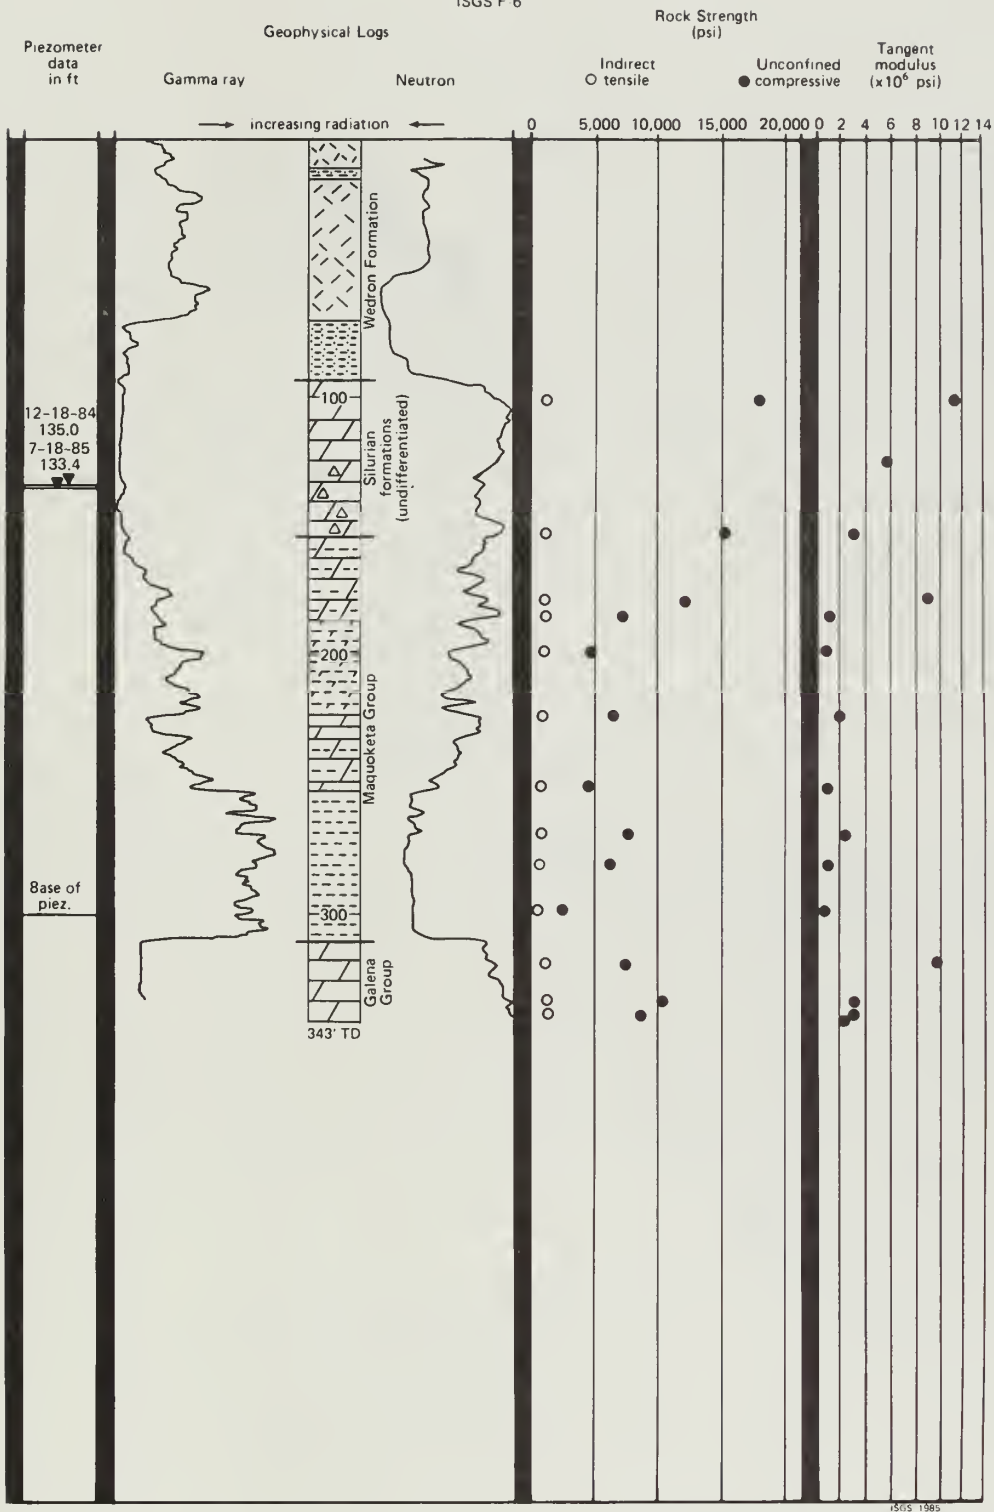 ISGS F-6
Rock Strength
(psi)
Geophysical Logs
Piezometer
data
in ft
Gamma ray
Neutron
Indirect
O tensile
Unconfined
● compressive
Tangent
modulus
(x10⁶ psi)
→ increasing radiation ←
0 5,000 10,000 15,000 20,000
0 2 4 6 8 10 12 14
Wedron Formation
100
12-18-84
135.0
7-18-85
133.4
Silurian
formations
(undifferentiated)
200
Maquoketa Group
Base of
piez.
300
Galena
Group
343' TD
ISGS 1985